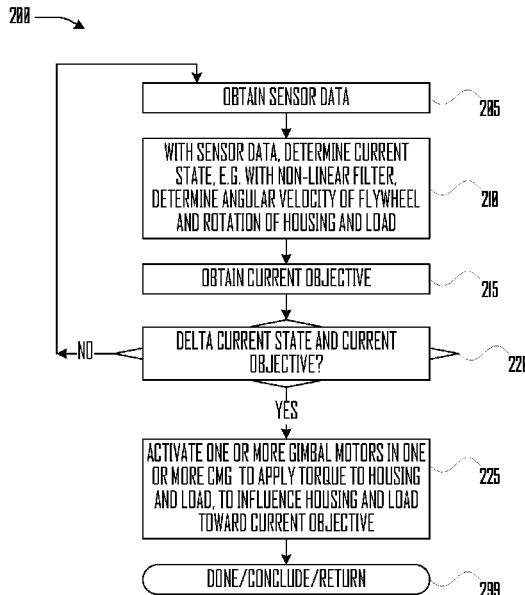 200
OBTAIN SENSOR DATA
205
WITH SENSOR DATA, DETERMINE CURRENT
STATE, E.G. WITH NON-LINEAR FILTER,
DETERMINE ANGULAR VELOCITY OF FLYWHEEL
AND ROTATION OF HOUSING AND LOAD
210
OBTAIN CURRENT OBJECTIVE
215
DELTA CURRENT STATE AND CURRENT
OBJECTIVE?
NO
220
YES
ACTIVATE ONE OR MORE GIMBAL MOTORS IN ONE
OR MORE CMG TO APPLY TORQUE TO HOUSING
AND LOAD, TO INFLUENCE HOUSING AND LOAD
TOWARD CURRENT OBJECTIVE
225
DONE/CONCLUDE/RETURN
299